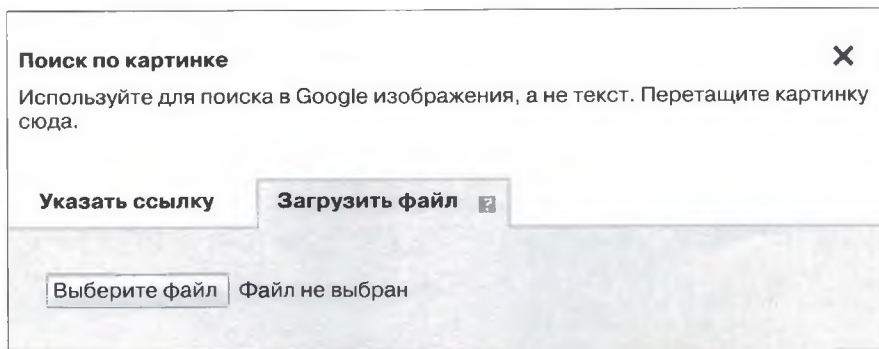 Поиск по картинке
Используйте для поиска в Google изображения, а не текст. Перетащите картинку
сюда.
Указать ссылку Загрузить файл ?
Выберите файл Файл не выбран